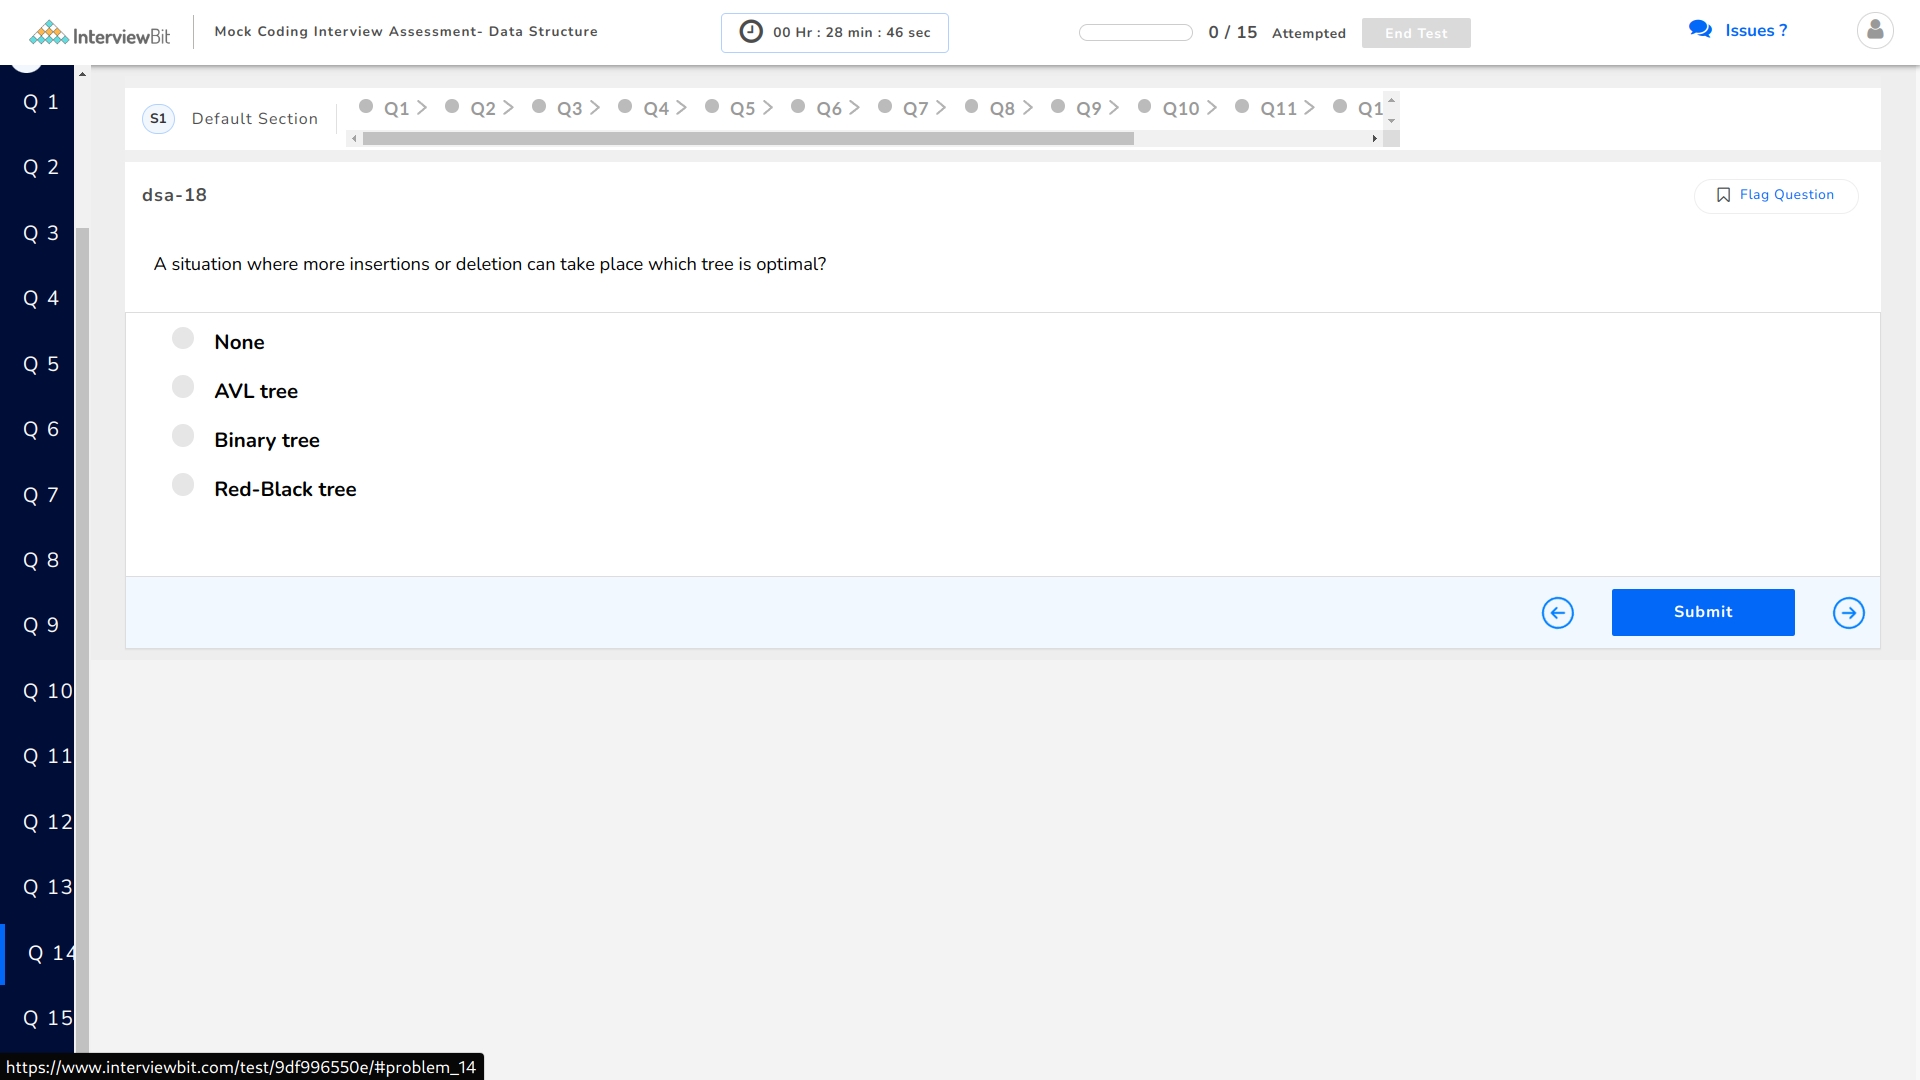 InterviewBit
Mock Coding Interview Assessment- Data Structure
00 Hr : 28 min : 46 sec
0 / 15 Attempted
End Test
Issues ?
Q 1
Q 2
Q 3
Q 4
Q 5
Q 6
Q 7
Q 8
Q 9
Q 10
Q 11
Q 12
Q 13
Q 14
Q 15
S1 Default Section
Q1 > Q2 > Q3 > Q4 > Q5 > Q6 > Q7 > Q8 > Q9 > Q10 > Q11 > Q1
dsa-18
Flag Question
A situation where more insertions or deletion can take place which tree is optimal?
None
AVL tree
Binary tree
Red-Black tree
Submit
https://www.interviewbit.com/test/9df996550e/#problem_14